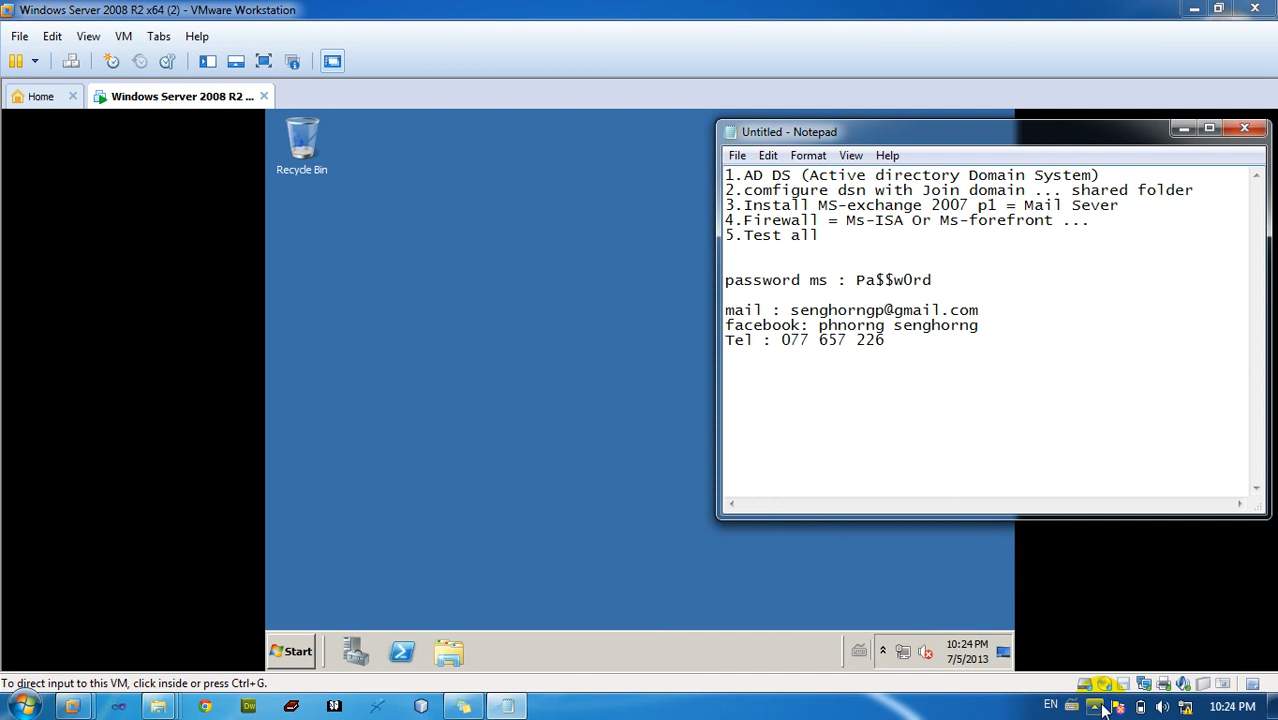 Windows Server 2008 R2 x64 (2) - VMware Workstation
File Edit View VM Tabs Help
Home Windows Server 2008 R2 ...
Recycle Bin
Untitled - Notepad
File Edit Format View Help
1.AD DS (Active directory Domain System)
2.configure dsn with Join domain ... shared folder
3.Install MS-exchange 2007 p1 = Mail Sever
4.Firewall = Ms-ISA Or Ms-forefront ...
5.Test all
password ms : Pa$$w0rd
mail : senghorngp@gmail.com
facebook: phnorng senghorng
Tel : 077 657 226
Start
10:24 PM
7/5/2013
To direct input to this VM, click inside or press Ctrl+G.
Dw
EN
10:24 PM